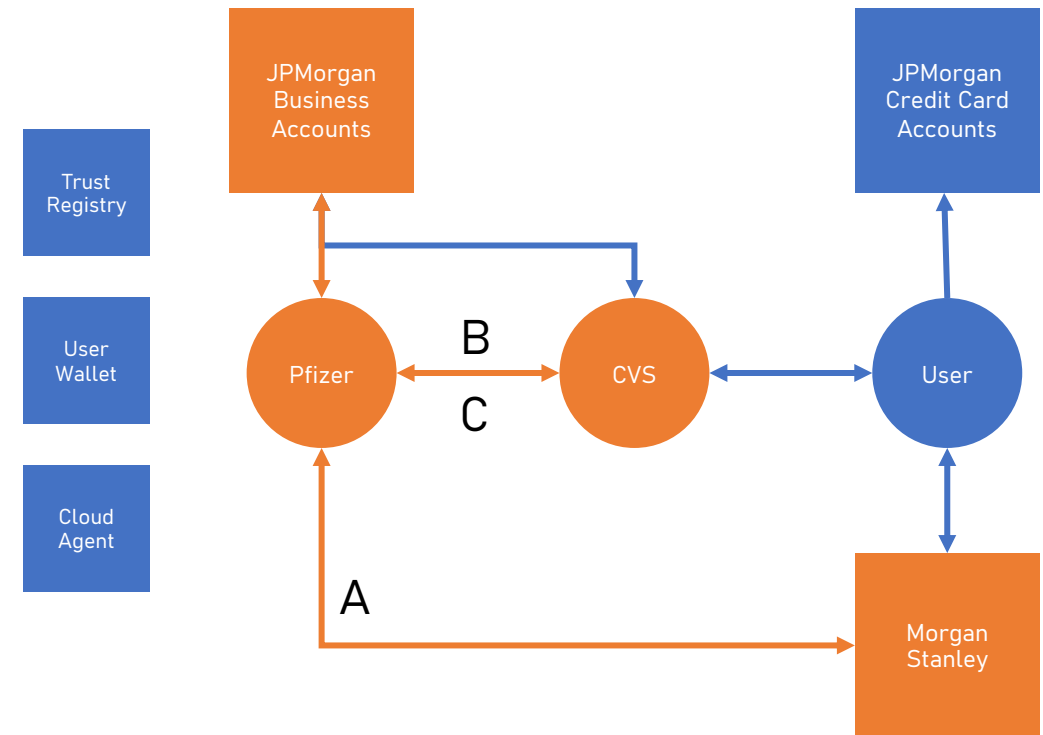 JPMorgan
Business
Accounts
JPMorgan
Credit Card
Accounts
Trust
Registry
User
Wallet
Cloud
Agent
Pfizer
B
C
CVS
User
A
Morgan
Stanley